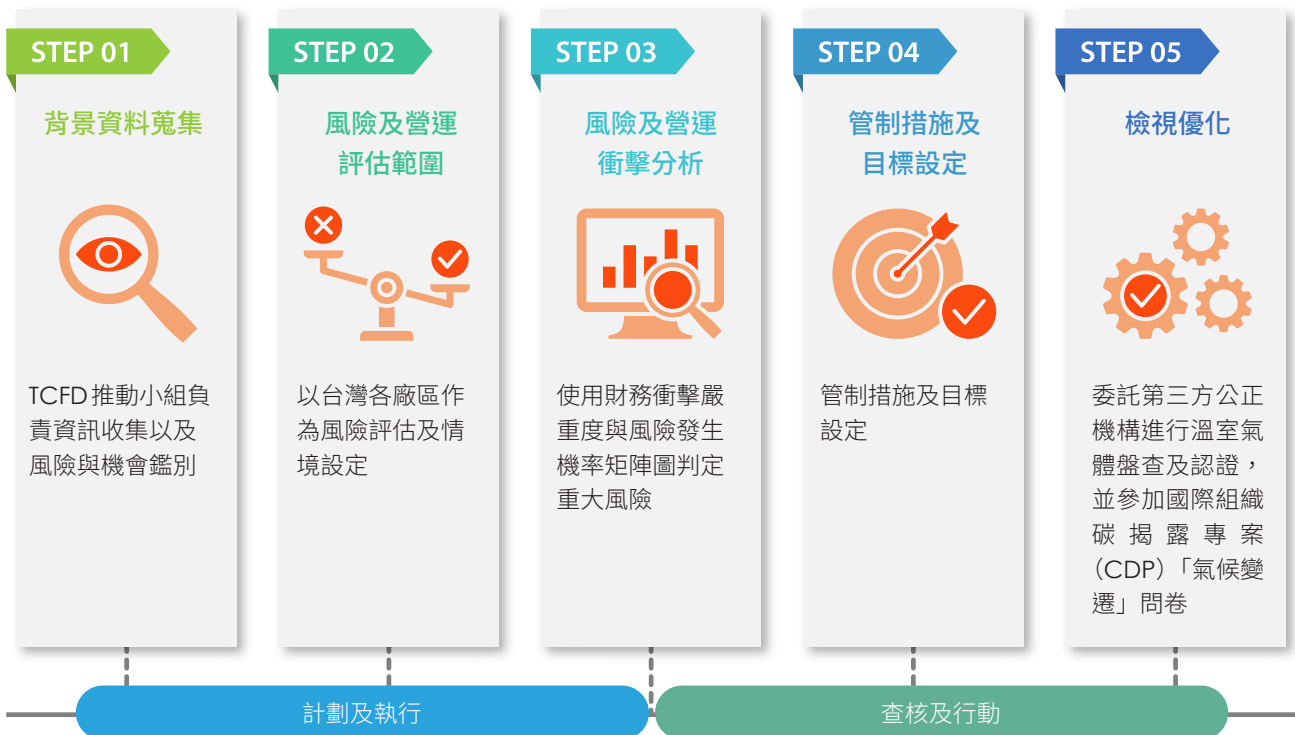 STEP 01
背景資料蒐集
TCFD 推動小組負
責資訊收集以及
風險與機會鑑別
STEP 02
風險及營運
評估範圍
以台灣各廠區作
為風險評估及情
境設定
STEP 03
風險及營運
衝擊分析
使用財務衝擊嚴
重度與風險發生
機率矩陣圖判定
重大風險
STEP 04
管制措施及
目標設定
管制措施及目標
設定
STEP 05
檢視優化
委託第三方公正
機構進行溫室氣
體盤查及認證，
並參加國際組織
碳揭露專案
（CDP）「氣候變
遷」問卷
計劃及執行
查核及行動